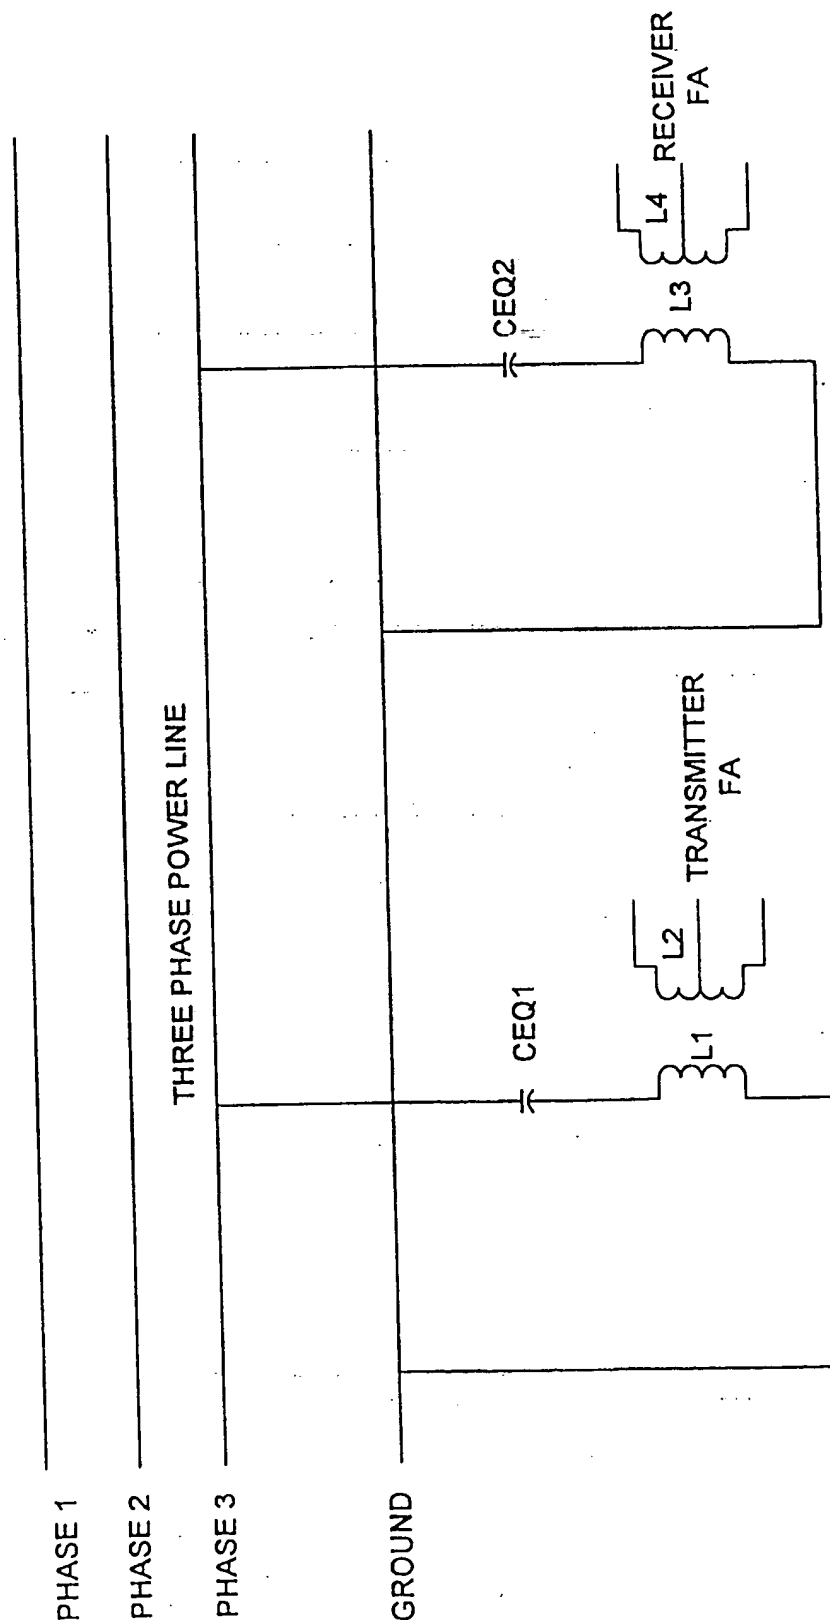 PHASE 1
PHASE 2
THREE PHASE POWER LINE
PHASE 3
GROUND
CEQ1
L1
L2
TRANSMITTER
FA
CEQ2
L3
L4
RECEIVER
FA